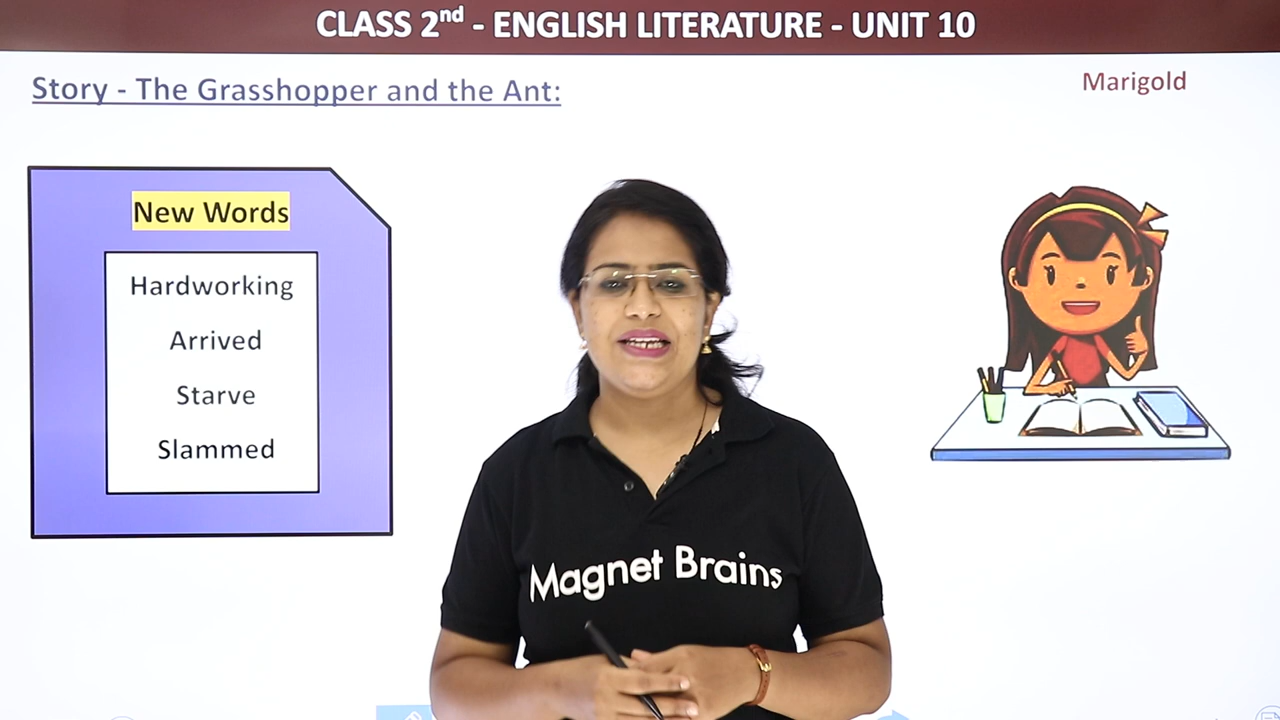 CLASS 2nd - ENGLISH LITERATURE - UNIT 10
Story - The Grasshopper and the Ant:
Marigold
New Words
Hardworking
Arrived
Starve
Slammed
Magnet Brains